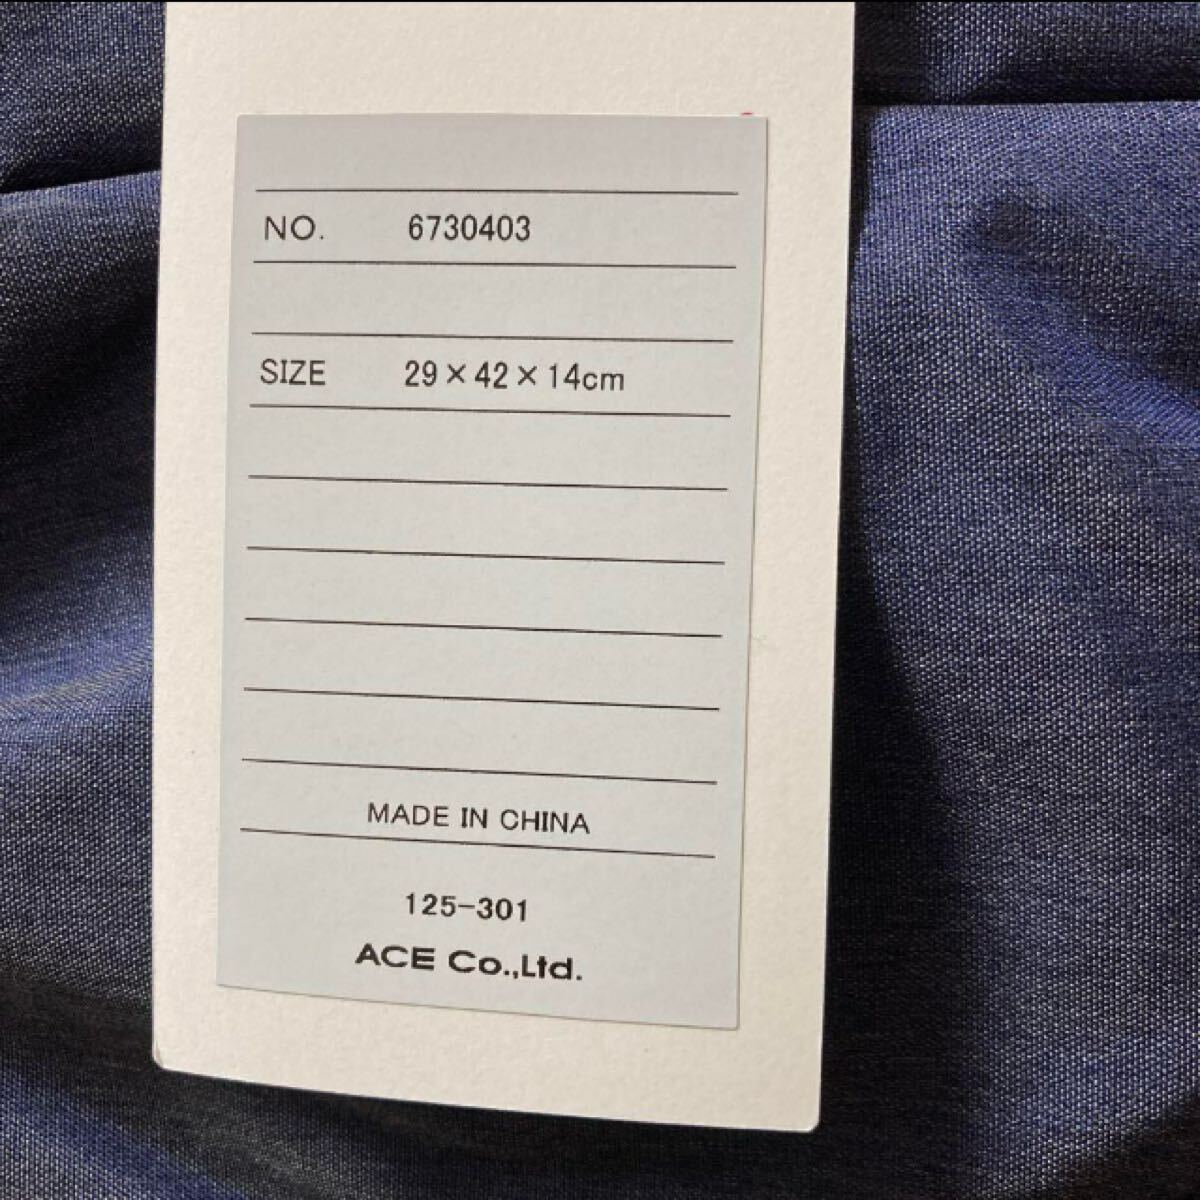 NO. 6730403
SIZE 29×42×14cm
MADE IN CHINA
125-301
ACE Co.,Ltd.